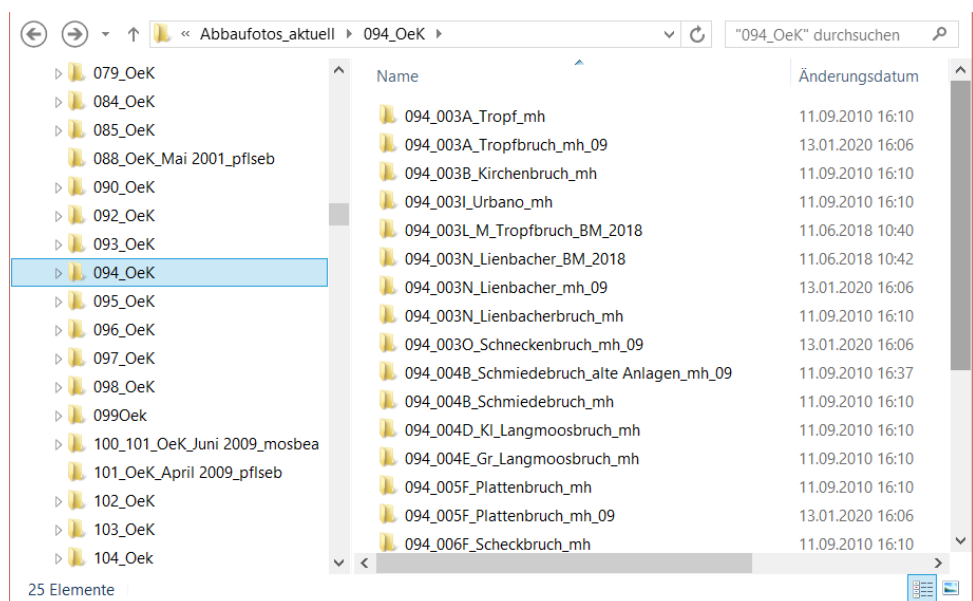 « Abbaufotos_aktuell ▸ 094_OeK ▸
"094_OeK" durchsuchen
079_OeK
084_OeK
085_OeK
088_OeK_Mai 2001_pflseb
090_OeK
092_OeK
093_OeK
094_OeK
095_OeK
096_OeK
097_OeK
098_OeK
099Oek
100_101_OeK_Juni 2009_mosbea
101_OeK_April 2009_pflseb
102_OeK
103_OeK
104_Oek
Name Änderungsdatum
094_003A_Tropf_mh 11.09.2010 16:10
094_003A_Tropfbruch_mh_09 13.01.2020 16:06
094_003B_Kirchenbruch_mh 11.09.2010 16:10
094_003I_Urbano_mh 11.09.2010 16:10
094_003L_M_Tropfbruch_BM_2018 11.06.2018 10:40
094_003N_Lienbacher_BM_2018 11.06.2018 10:42
094_003N_Lienbacher_mh_09 13.01.2020 16:06
094_003N_Lienbacherbruch_mh 11.09.2010 16:10
094_003O_Schneckenbruch_mh_09 13.01.2020 16:06
094_004B_Schmiedebruch_alte Anlagen_mh_09 11.09.2010 16:37
094_004B_Schmiedebruch_mh 11.09.2010 16:10
094_004D_Kl_Langmoosbruch_mh 11.09.2010 16:10
094_004E_Gr_Langmoosbruch_mh 11.09.2010 16:10
094_005F_Plattenbruch_mh 11.09.2010 16:10
094_005F_Plattenbruch_mh_09 13.01.2020 16:06
094_006F_Scheckbruch_mh 11.09.2010 16:10
25 Elemente